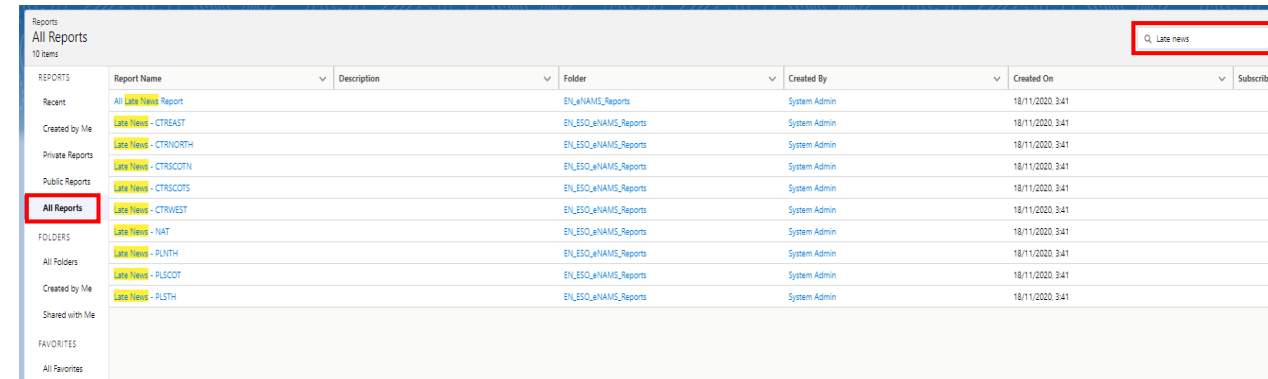 Reports
All Reports
10 items
Late news
REPORTS
Recent
Created by Me
Private Reports
Public Reports
All Reports
FOLDERS
All Folders
Created by Me
Shared with Me
FAVORITES
All Favorites
Report Name Description Folder Created By Created On Subscrib
All Late News Report EN_eNAMS_Reports System Admin 18/11/2020, 3:41
Late News - CTREAST EN_ESO_eNAMS_Reports System Admin 18/11/2020, 3:41
Late News - CTRNORTH EN_ESO_eNAMS_Reports System Admin 18/11/2020, 3:41
Late News - CTRSCOTN EN_ESO_eNAMS_Reports System Admin 18/11/2020, 3:41
Late News - CTRSCOTS EN_ESO_eNAMS_Reports System Admin 18/11/2020, 3:41
Late News - CTRWEST EN_ESO_eNAMS_Reports System Admin 18/11/2020, 3:41
Late News - NAT EN_ESO_eNAMS_Reports System Admin 18/11/2020, 3:41
Late News - PLNTH EN_ESO_eNAMS_Reports System Admin 18/11/2020, 3:41
Late News - PLSCOT EN_ESO_eNAMS_Reports System Admin 18/11/2020, 3:41
Late News - PLSTH EN_ESO_eNAMS_Reports System Admin 18/11/2020, 3:41